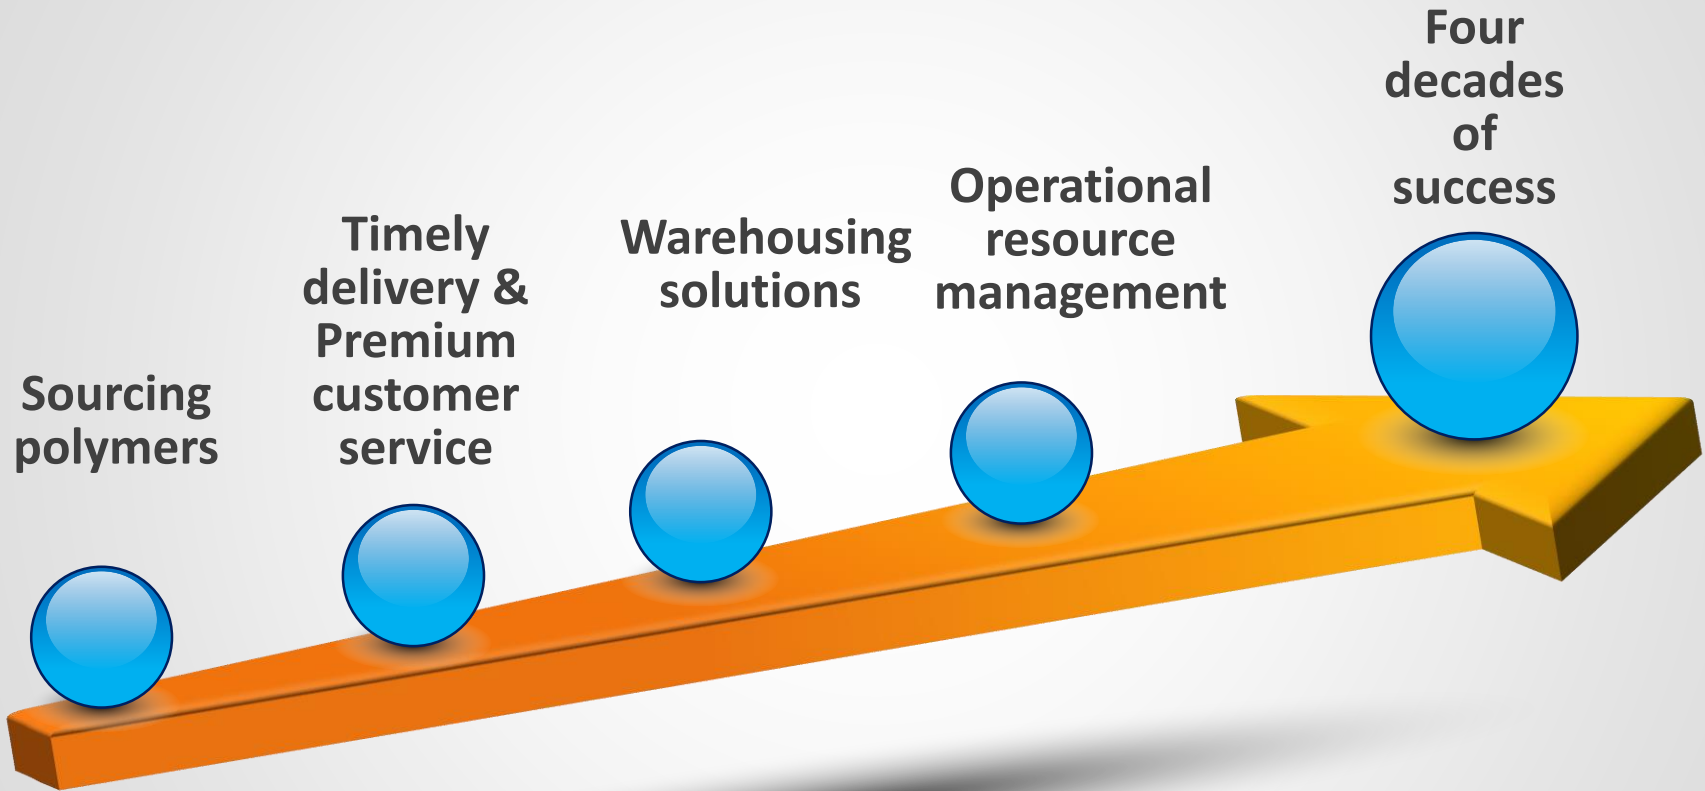 Sourcing
polymers
Timely
delivery &
Premium
customer
service
Warehousing
solutions
Operational
resource
management
Four
decades
of
success